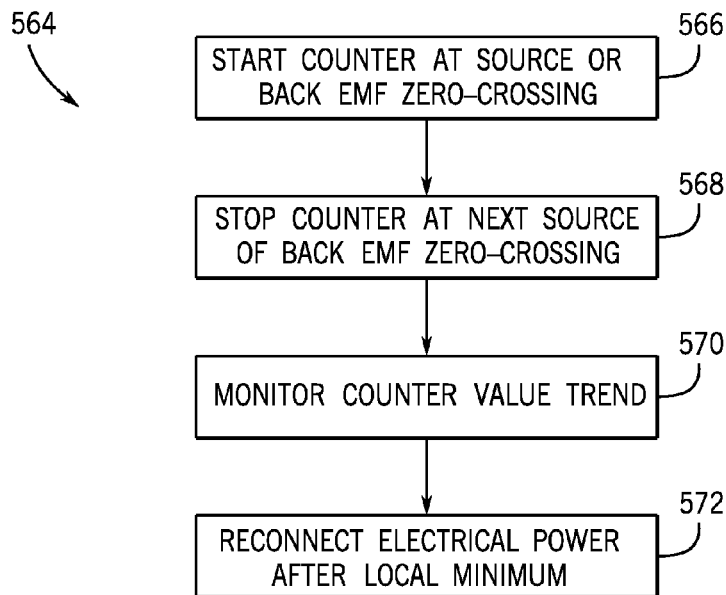 564
START COUNTER AT SOURCE OR
BACK EMF ZERO–CROSSING
566
STOP COUNTER AT NEXT SOURCE
OF BACK EMF ZERO–CROSSING
568
MONITOR COUNTER VALUE TREND
570
RECONNECT ELECTRICAL POWER
AFTER LOCAL MINIMUM
572